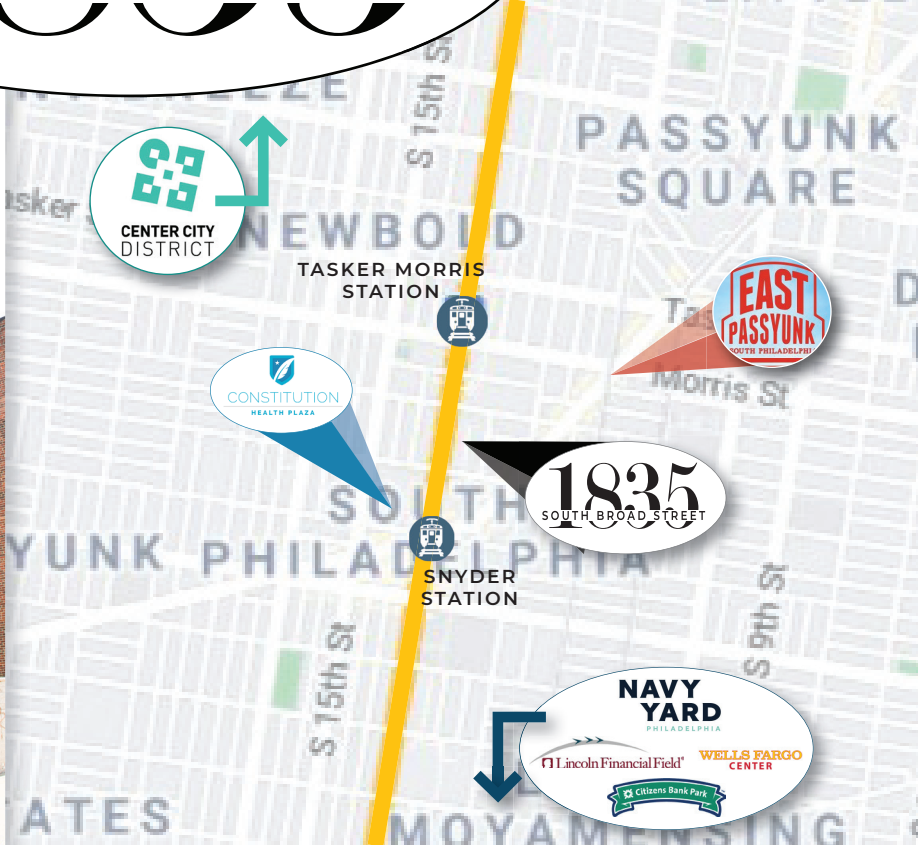 S 15th St
BREEZE
PASSYUNK
SQUARE
CENTER CITY
DISTRICT
NEWBOLD
TASKER MORRIS
STATION
EAST
PASSYUNK
SOUTH PHILADELPHI
Morris St
CONSTITUTION
HEALTH PLAZA
1835
SOUTH BROAD STREET
SOUTH
YUNK PHILADELPHIA
SNYDER
STATION
S 9th St
S 15th St
NAVY
YARD
PHILADELPHIA
Lincoln Financial Field®
WELLS FARGO
CENTER
Citizens Bank Park
ATES
MOYAMENSING